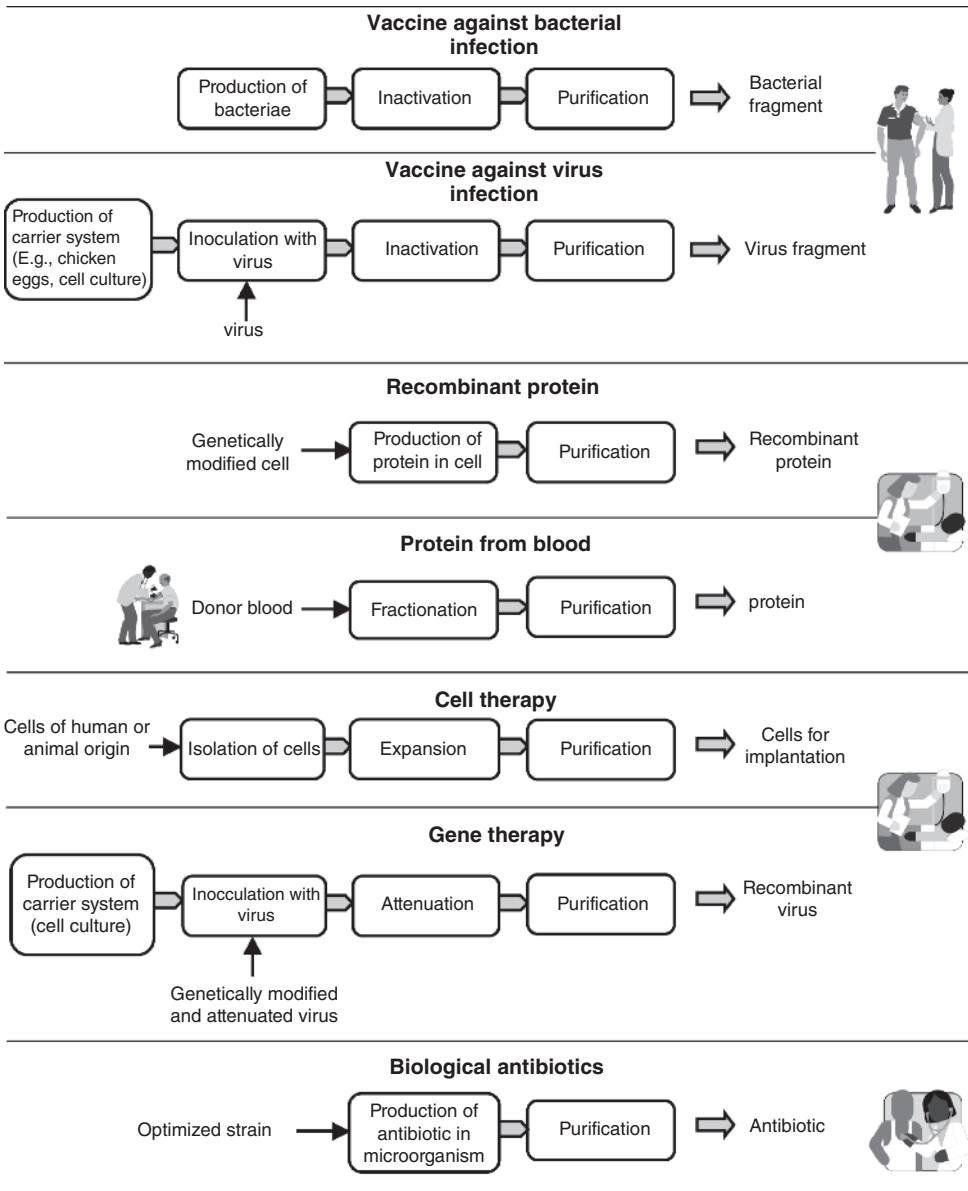 Vaccine against bacterial
infection
Production of
bacteriae
Inactivation
Purification
Bacterial
fragment
Vaccine against virus
infection
Production of
carrier system
(E.g., chicken
eggs, cell culture)
Inoculation with
virus
Inactivation
Purification
Virus fragment
virus
Recombinant protein
Genetically
modified cell
Production of
protein in cell
Purification
Recombinant
protein
Protein from blood
Donor blood
Fractionation
Purification
protein
Cell therapy
Cells of human or
animal origin
Isolation of cells
Expansion
Purification
Cells for
implantation
Gene therapy
Production of
carrier system
(cell culture)
Inocculation with
virus
Attenuation
Purification
Recombinant
virus
Genetically modified
and attenuated virus
Biological antibiotics
Optimized strain
Production of
antibiotic in
microorganism
Purification
Antibiotic